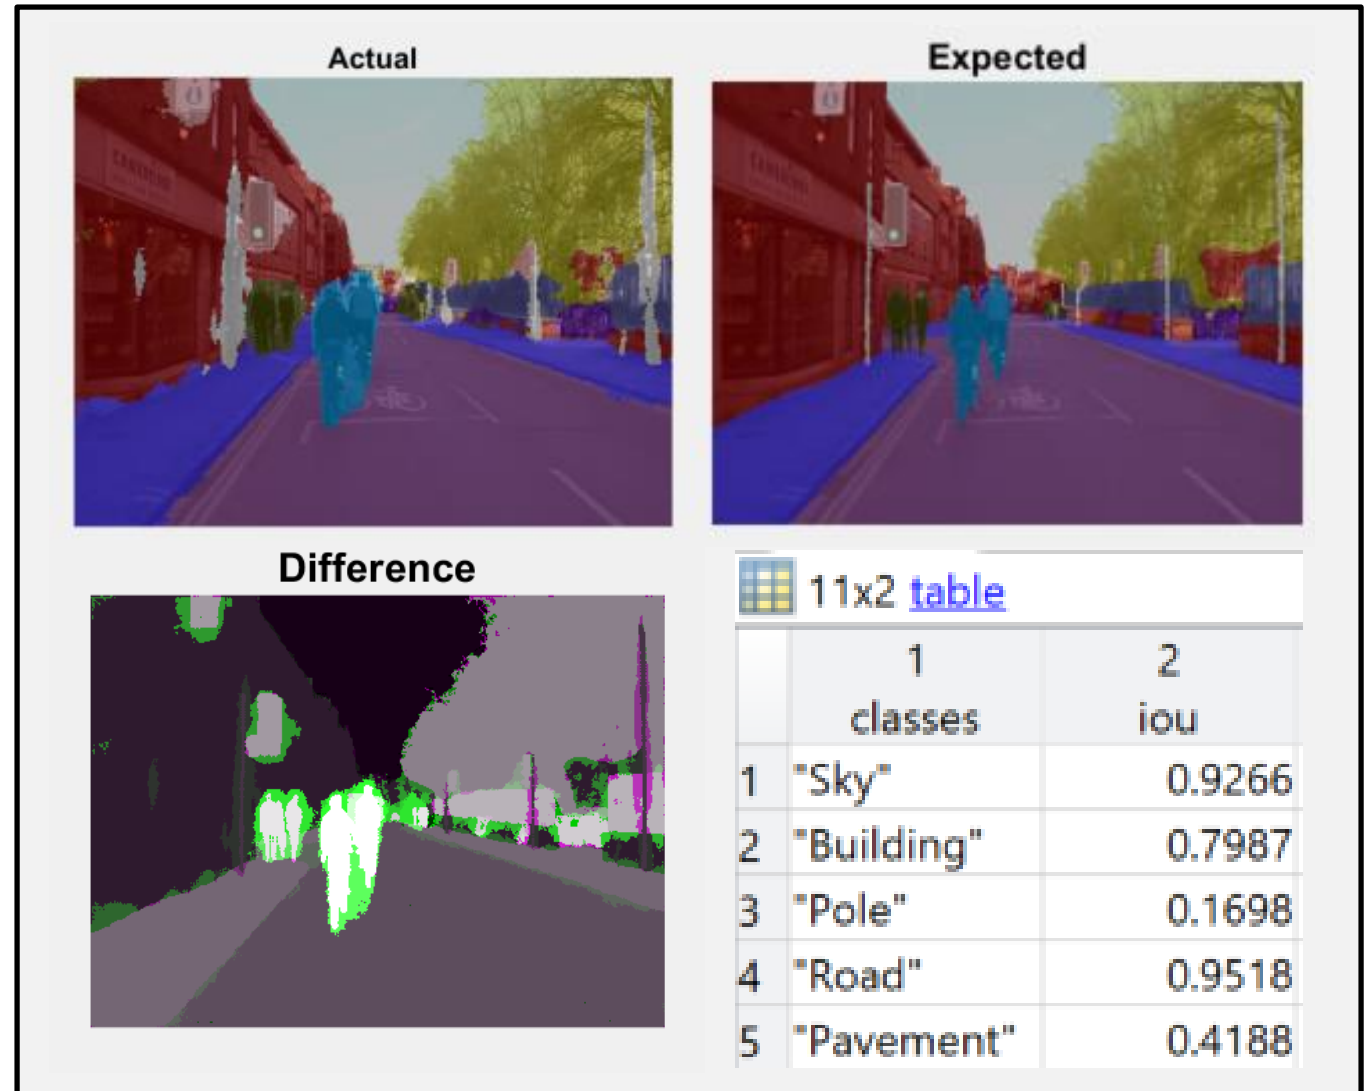 Actual
Expected
Difference
11x2 table
1 2
classes iou
1 "Sky" 0.9266
2 "Building" 0.7987
3 "Pole" 0.1698
4 "Road" 0.9518
5 "Pavement" 0.4188